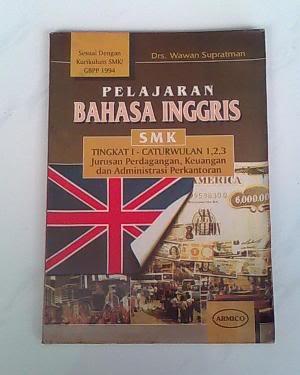 Sesuai Dengan
Kurikulum SMK/
GBPP 1994
Drs. Wawan Supratman
PELAJARAN
BAHASA INGGRIS
SMK
TINGKAT I - CATURWULAN 1,2,3
Jurusan Perdagangan, Keuangan
dan Administrasi Perkantoran
AMERICA
6,000.00
ARMICO